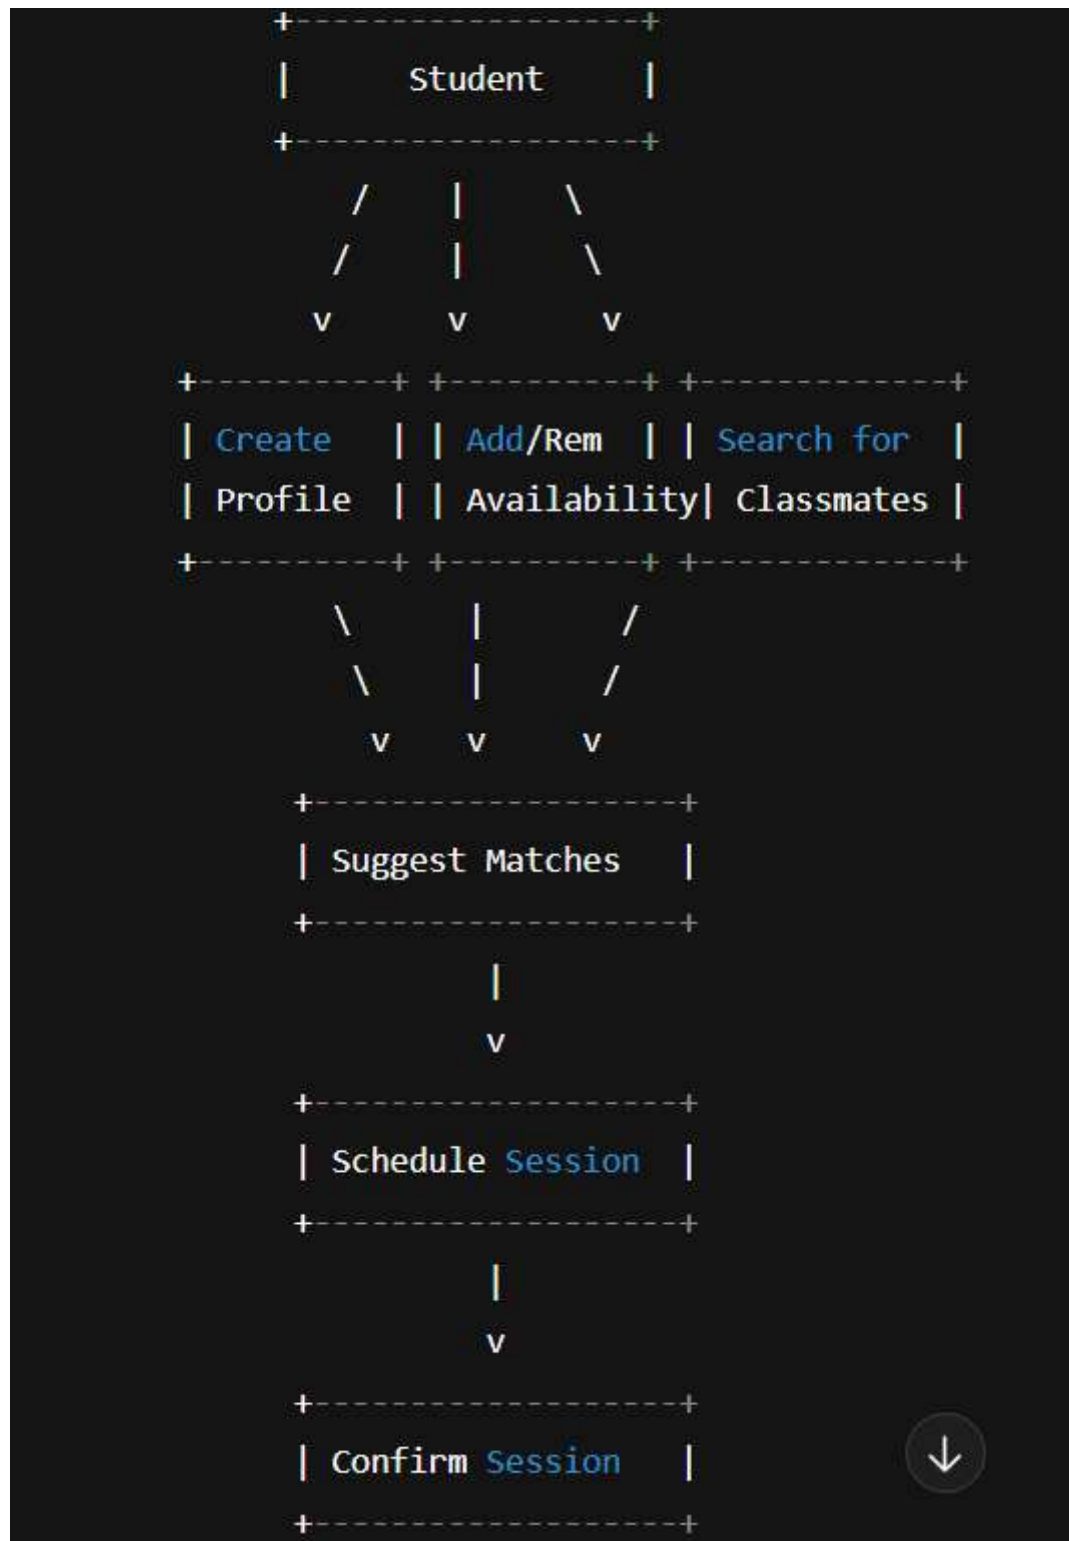 +------------------+
|      Student     |
+------------------+
/    |     \
/     |      \
v      v       v
+----------+ +----------+ +-------------+
| Create   | | Add/Rem  | | Search for  |
| Profile  | | Availability| Classmates |
+----------+ +----------+ +-------------+
\      |       /
\     |      /
v    v     v
+-------------------+
| Suggest Matches   |
+-------------------+
|
v
+-------------------+
| Schedule Session  |
+-------------------+
|
v
+-------------------+
| Confirm Session   |
+-------------------+